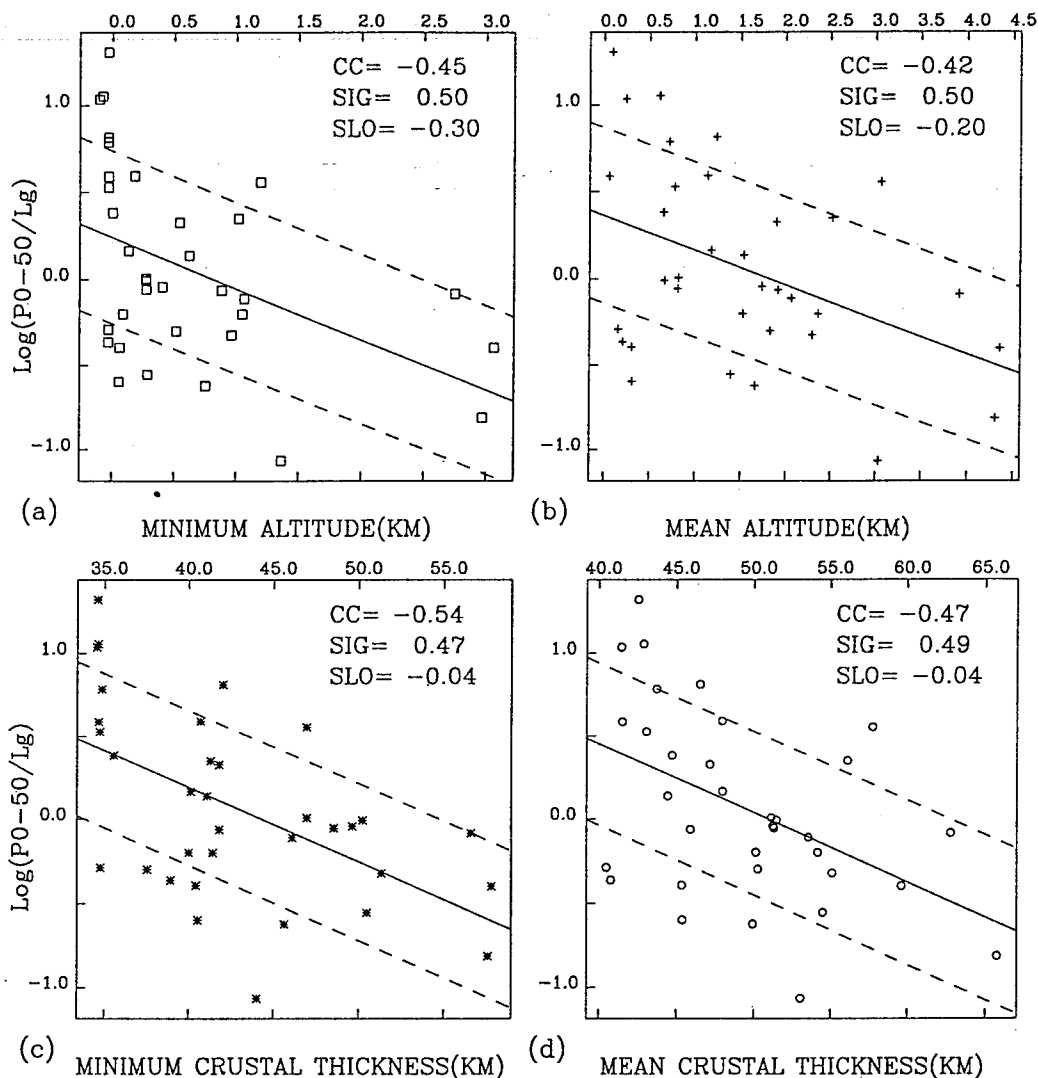 0.0 0.5 1.0 1.5 2.0 2.5 3.0
CC= −0.45
SIG= 0.50
SLO= −0.30
1.0
0.0
−1.0
Log(P0−50/Lg)
(a)
MINIMUM ALTITUDE(KM)
0.0 0.5 1.0 1.5 2.0 2.5 3.0 3.5 4.0 4.5
CC= −0.42
SIG= 0.50
SLO= −0.20
1.0
0.0
−1.0
(b)
MEAN ALTITUDE(KM)
35.0 40.0 45.0 50.0 55.0
CC= −0.54
SIG= 0.47
SLO= −0.04
1.0
0.0
−1.0
Log(P0−50/Lg)
(c)
MINIMUM CRUSTAL THICKNESS(KM)
40.0 45.0 50.0 55.0 60.0 65.0
CC= −0.47
SIG= 0.49
SLO= −0.04
1.0
0.0
−1.0
(d)
MEAN CRUSTAL THICKNESS(KM)